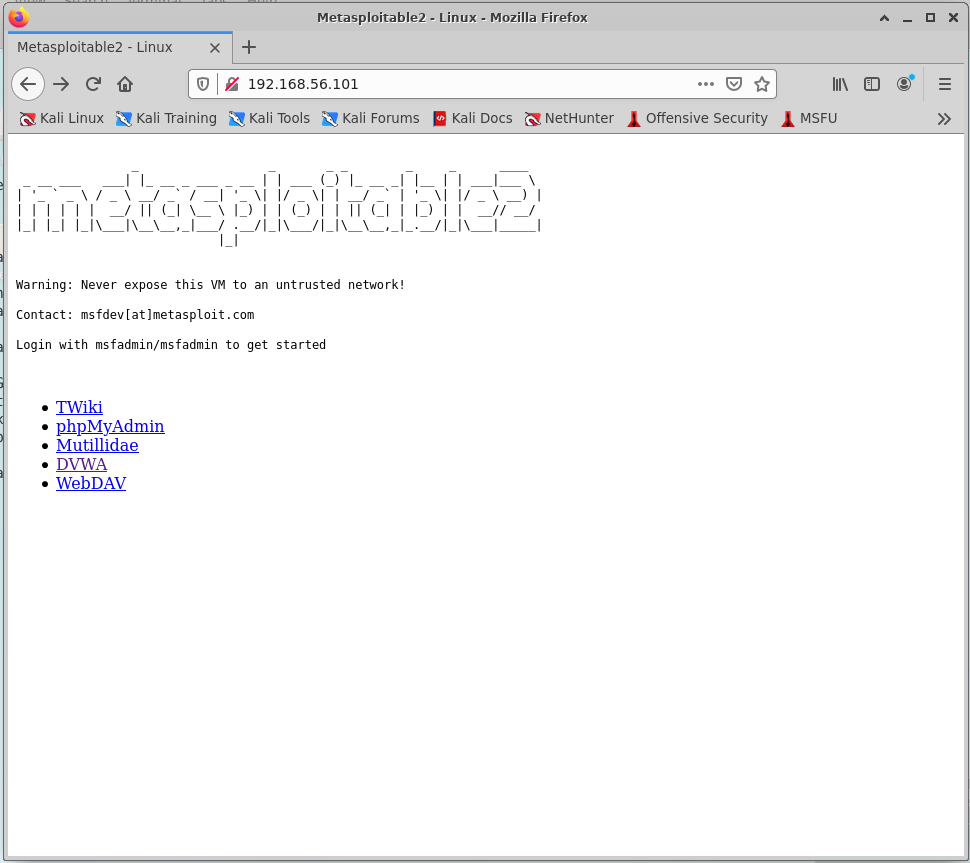 Metasploitable2 - Linux - Mozilla Firefox
Metasploitable2 - Linux
192.168.56.101
Kali Linux Kali Training Kali Tools Kali Forums Kali Docs NetHunter Offensive Security MSFU
metasploitable2
Warning: Never expose this VM to an untrusted network!
Contact: msfdev[at]metasploit.com
Login with msfadmin/msfadmin to get started
TWiki
phpMyAdmin
Mutillidae
DVWA
WebDAV